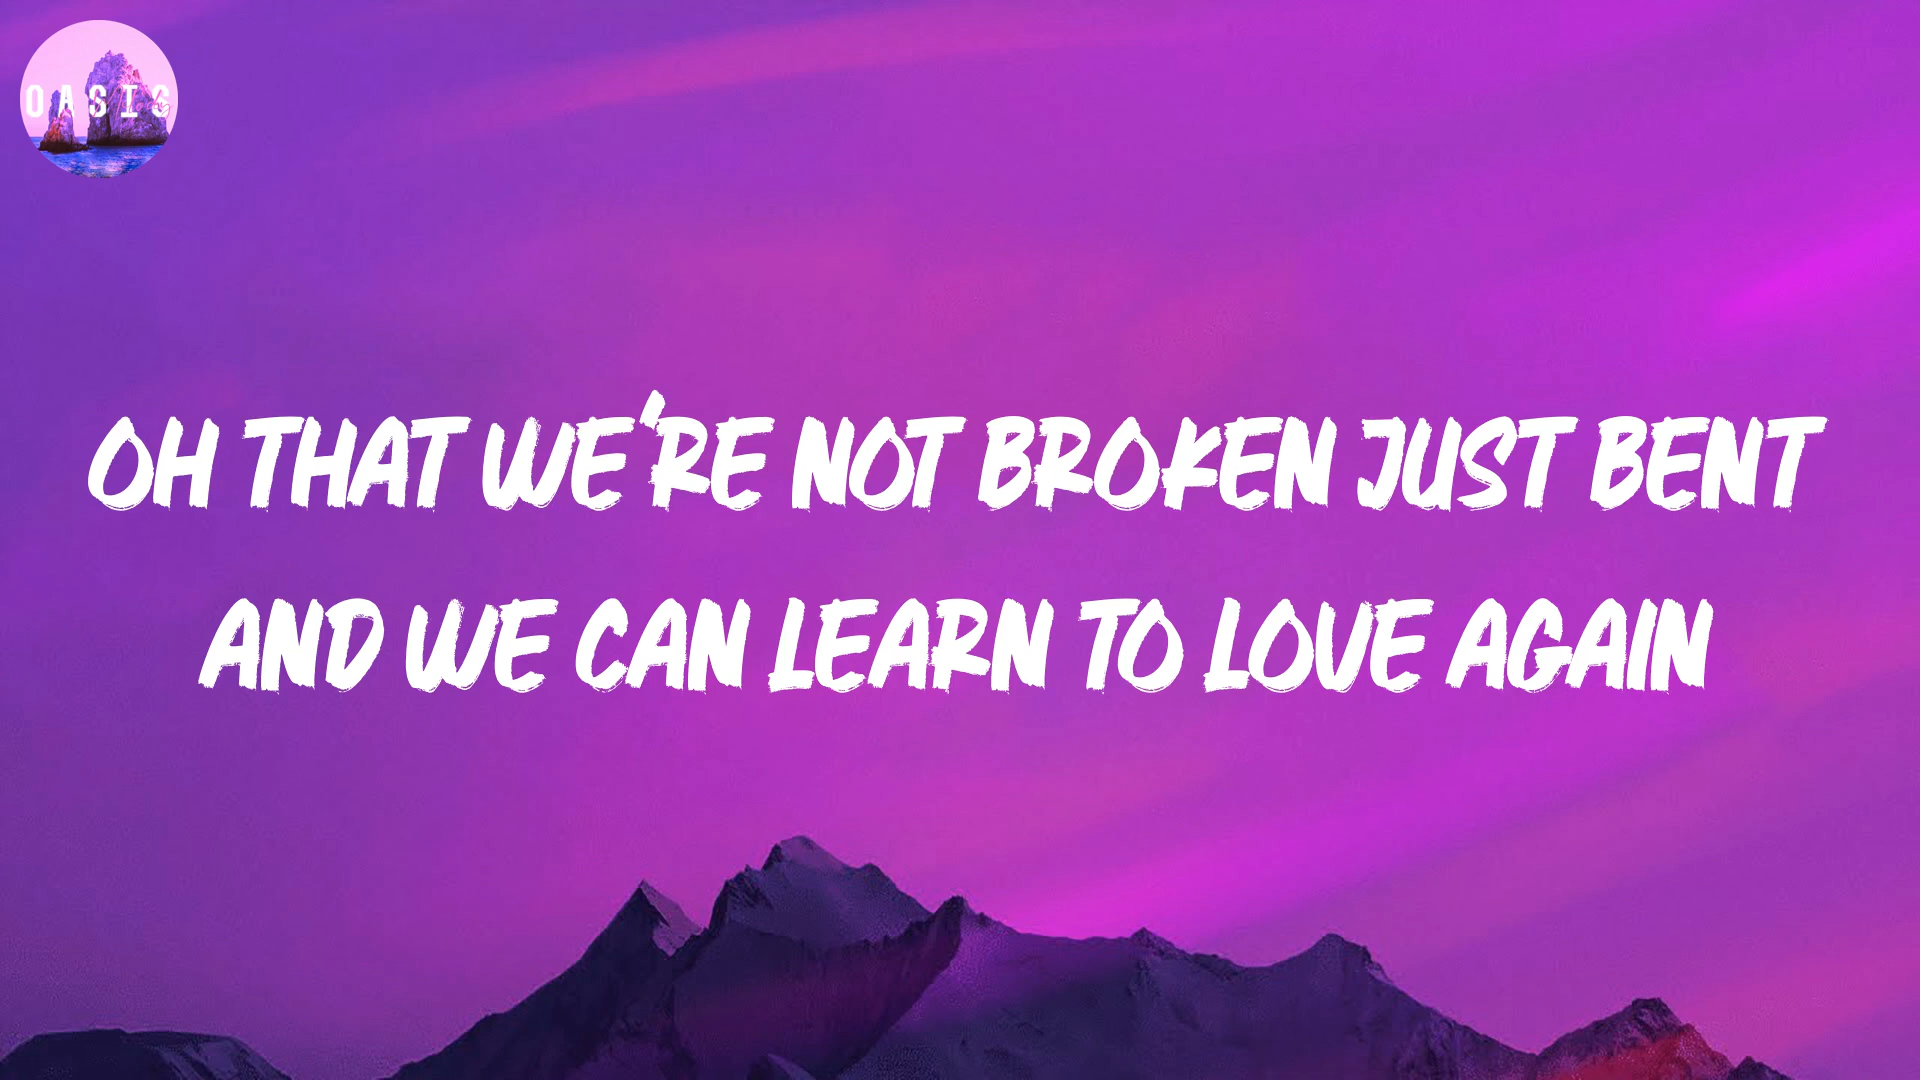 OASIS
OH THAT WE'RE NOT BROKEN JUST BENT
AND WE CAN LEARN TO LOVE AGAIN